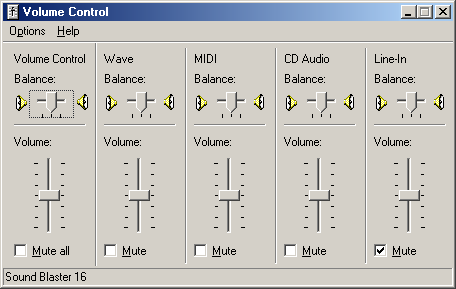 Volume Control
Options Help
Volume Control Wave MIDI CD Audio Line-In
Balance: Balance: Balance: Balance: Balance:
Volume: Volume: Volume: Volume: Volume:
Mute all Mute Mute Mute Mute
Sound Blaster 16